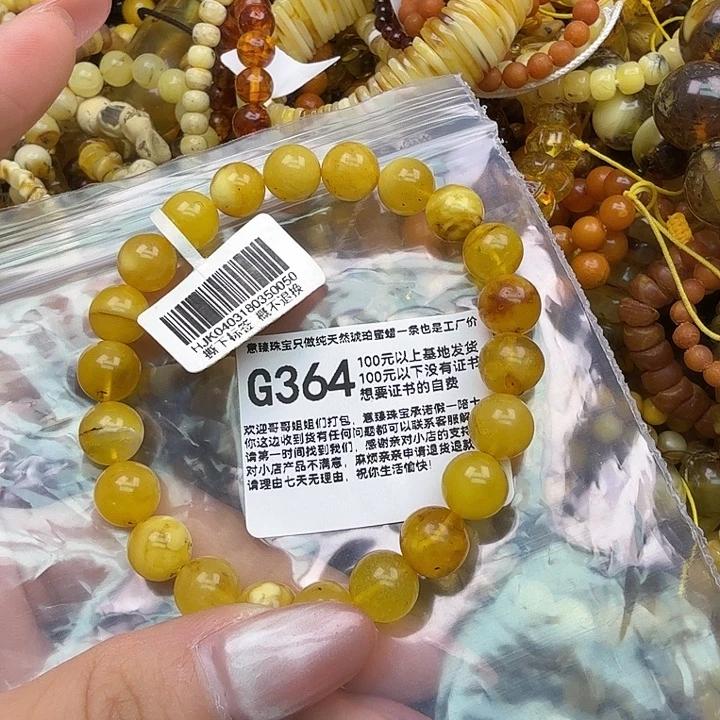 HJK0403180350050
撕下标签 概不退换
意臻珠宝只做纯天然琥珀蜜蜡一条也是工厂价
G364
100元以上基地发货
100元以下没有证书
想要证书的自费
欢迎哥哥姐姐们打包，意臻珠宝承诺假一赔十
你这边收到货有任何问题都可以联系客服解
请第一时间找到我们，感谢亲对小店的支持
对小店产品不满意，麻烦亲亲申请退货退款
请理由七天无理由，祝你生活愉快！